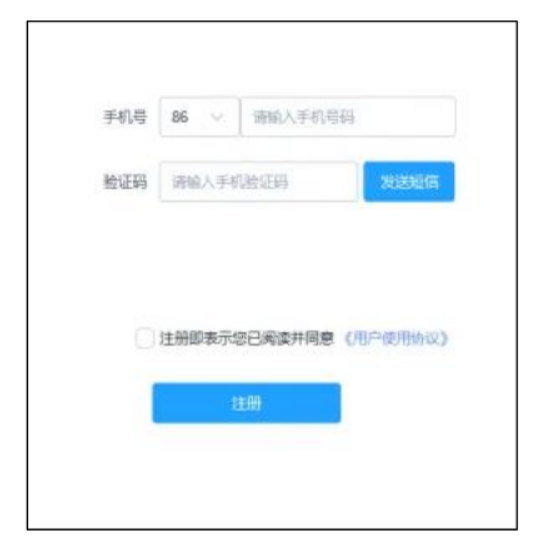 手机号 86 请输入手机号码
验证码 请输入手机验证码 发送短信
注册即表示您已阅读并同意 《用户使用协议》
注册